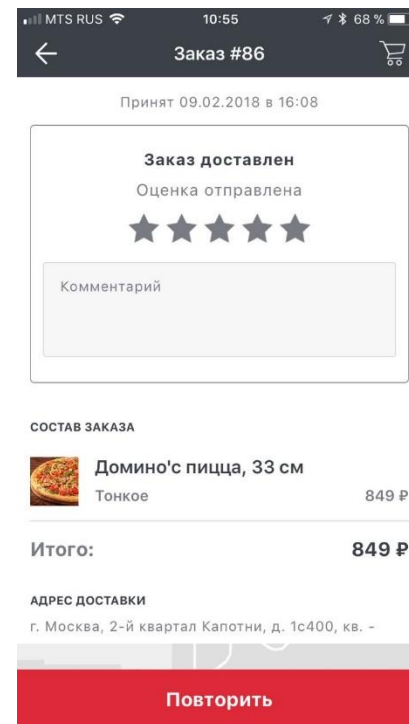 MTS RUS 10:55 68 %
Заказ #86
Принят 09.02.2018 в 16:08
Заказ доставлен
Оценка отправлена
Комментарий
СОСТАВ ЗАКАЗА
Домино'с пицца, 33 см
Тонкое 849 ₽
Итого: 849 ₽
АДРЕС ДОСТАВКИ
г. Москва, 2-й квартал Капотни, д. 1с400, кв. -
Повторить